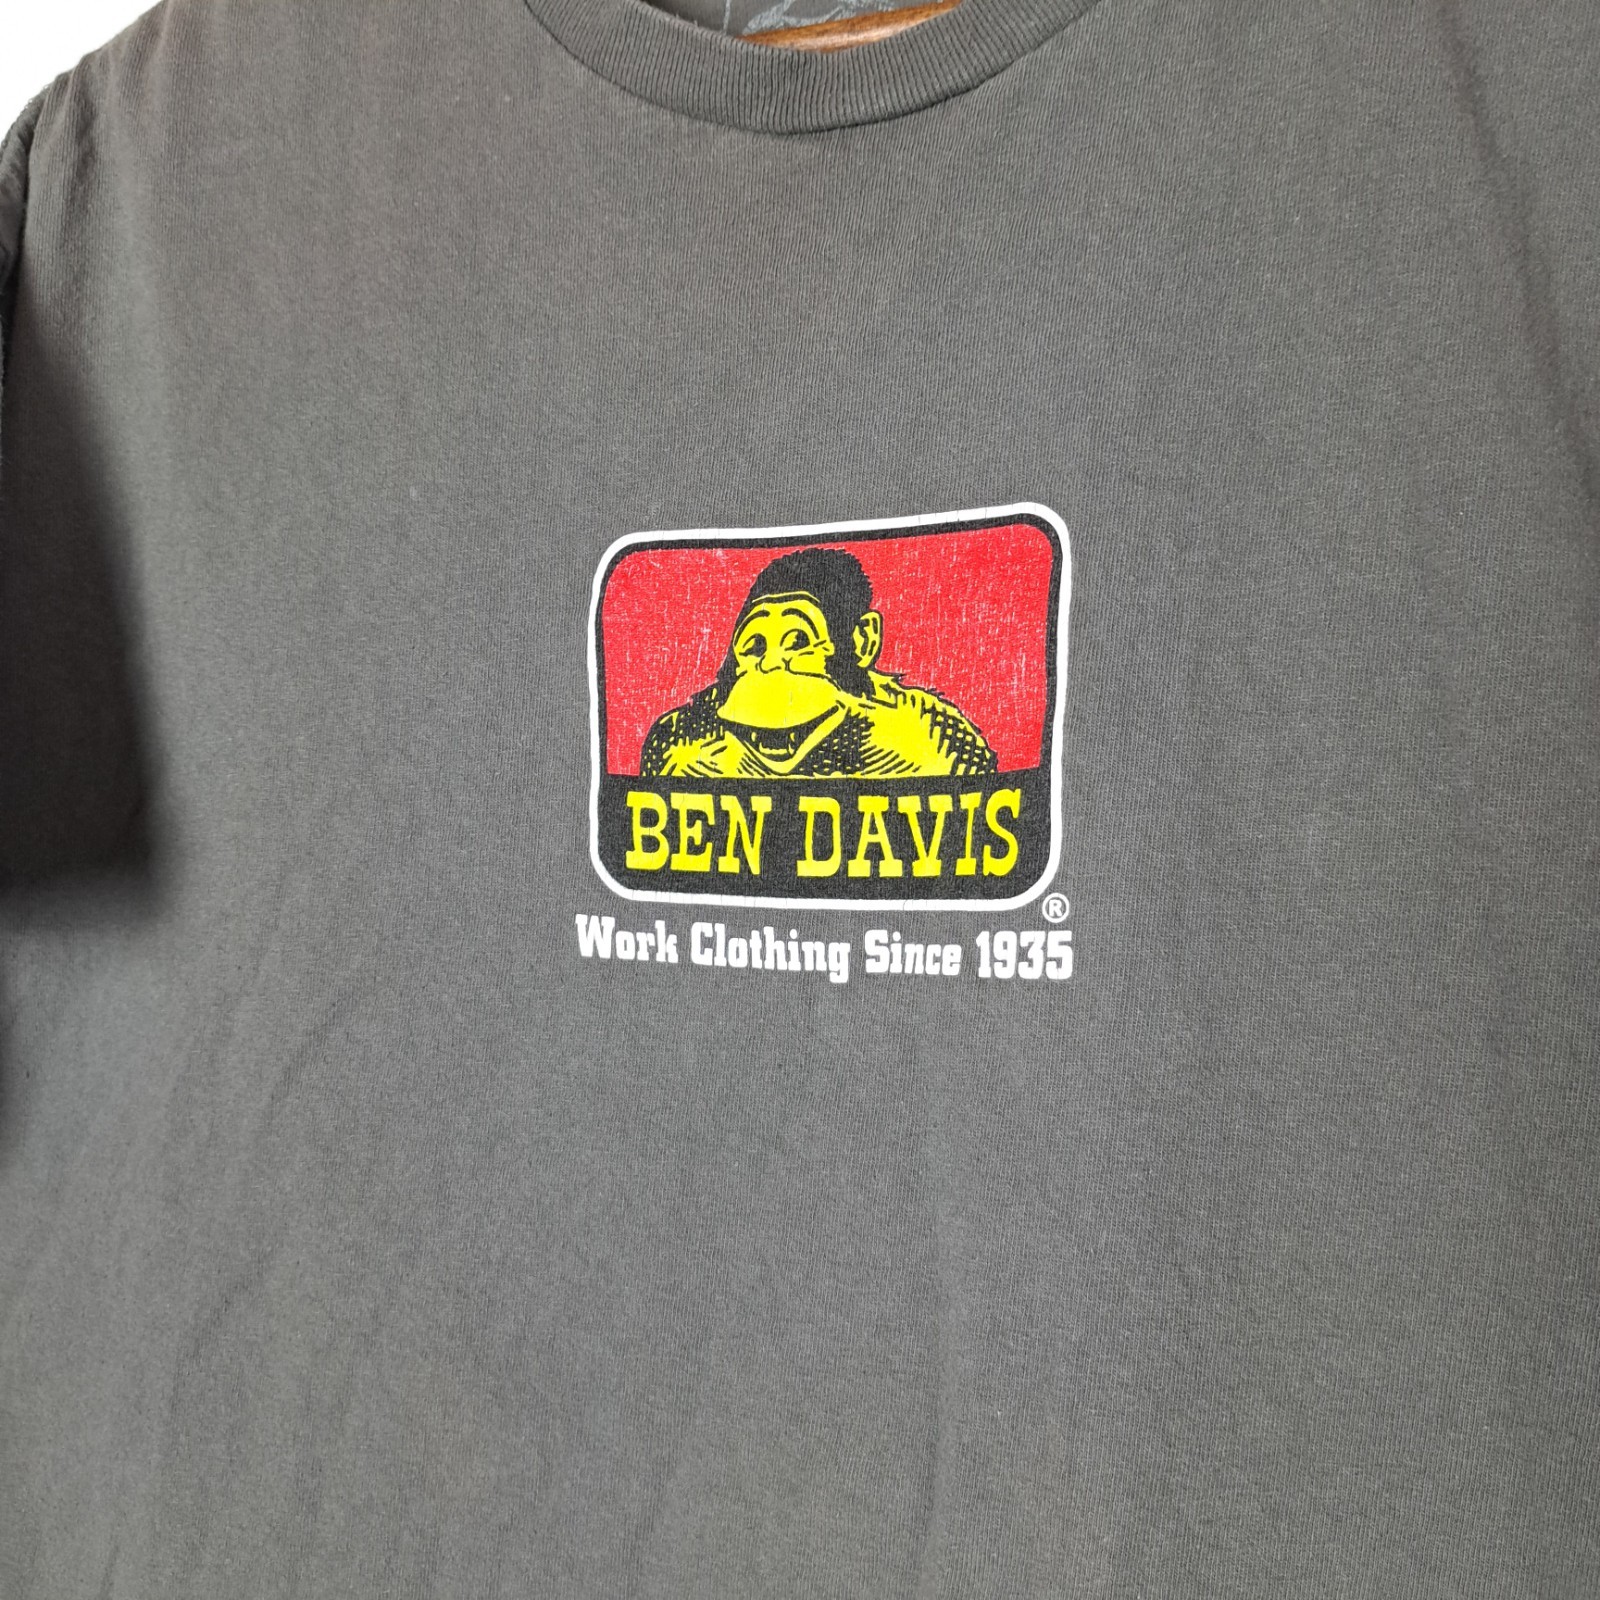 BEN DAVIS
®
Work Clothing Since 1935